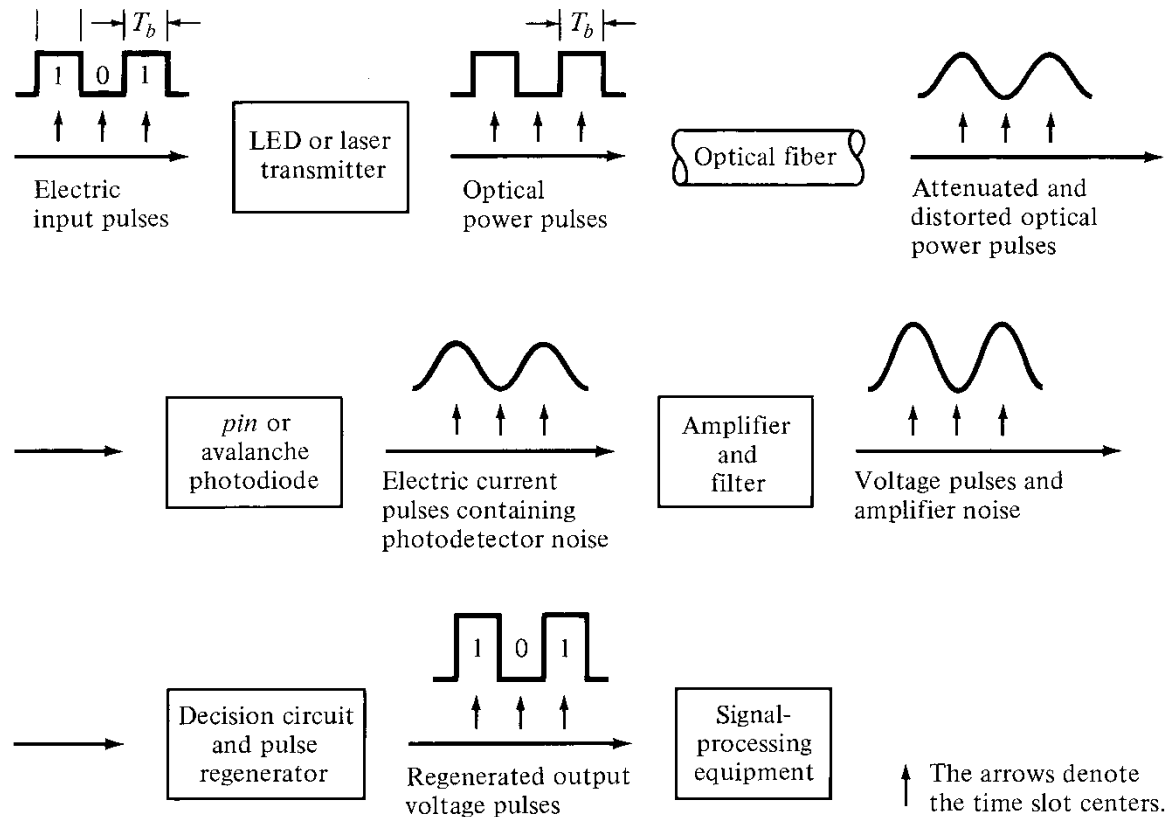 T_b
T_b
1 0 1
LED or laser
transmitter
Optical fiber
Electric
input pulses
Optical
power pulses
Attenuated and
distorted optical
power pulses
pin or
avalanche
photodiode
Electric current
pulses containing
photodetector noise
Amplifier
and
filter
Voltage pulses and
amplifier noise
1 0 1
Decision circuit
and pulse
regenerator
Regenerated output
voltage pulses
Signal-
processing
equipment
The arrows denote
the time slot centers.